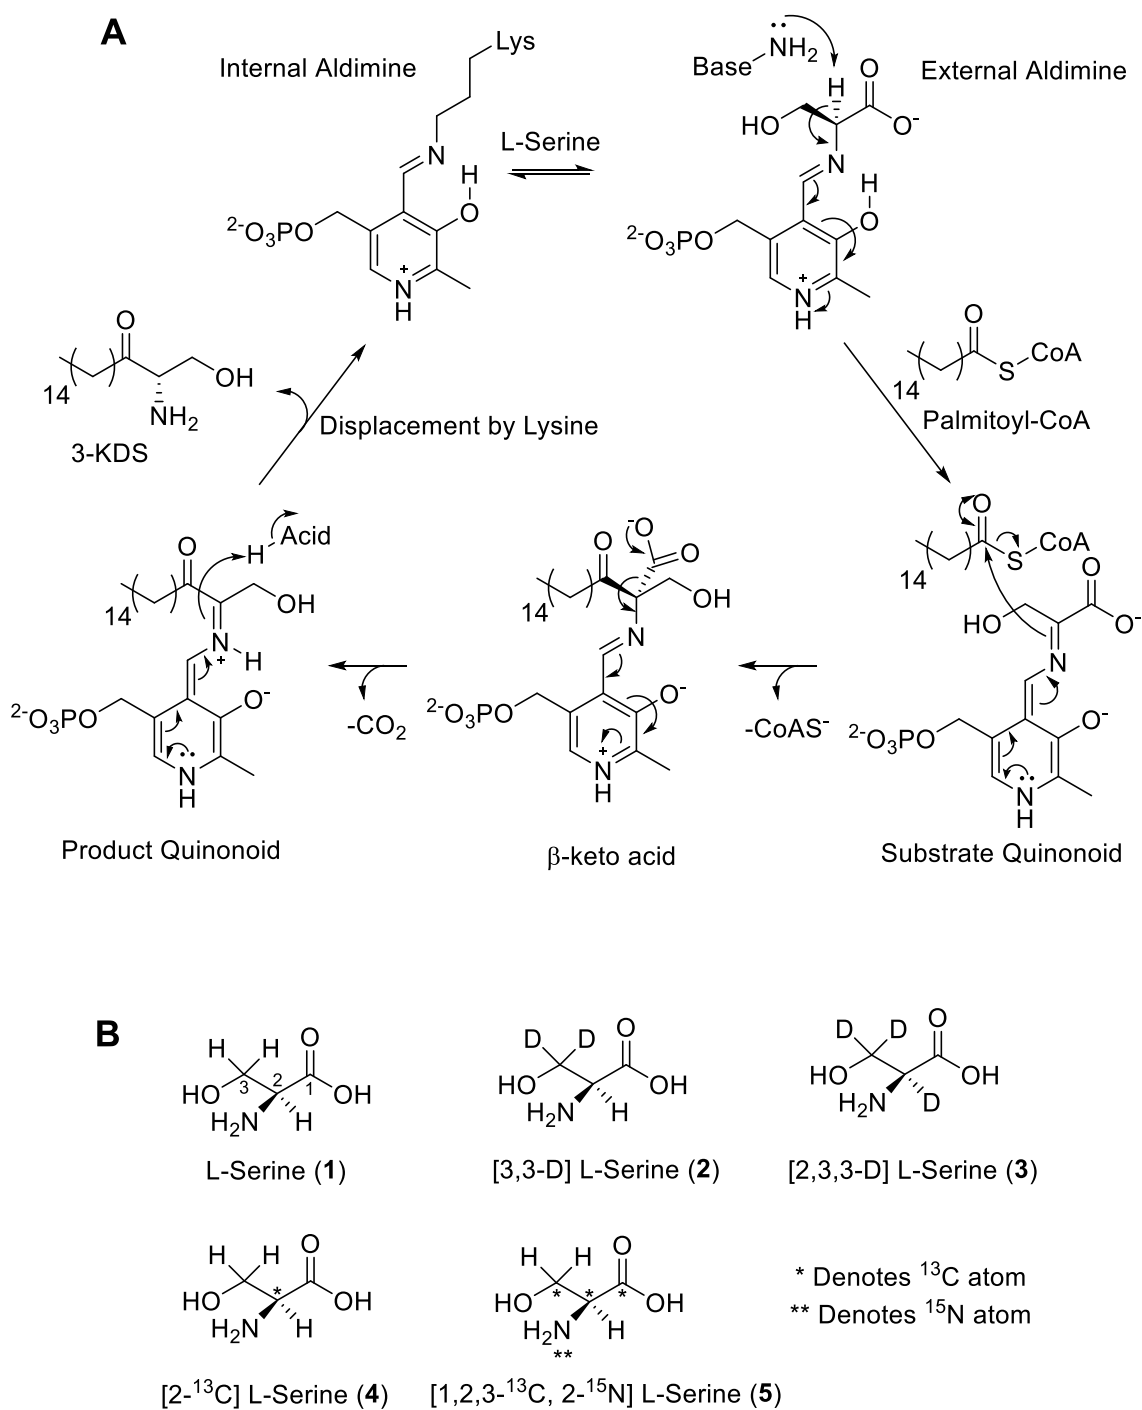 A
Internal Aldimine
Lys
N
H
O
2-O3PO
+
N
H
L-Serine
Base
NH2
H
O
HO
O-
N
H
O
2-O3PO
+
N
H
External Aldimine
O
14
S
CoA
Palmitoyl-CoA
O
14
OH
NH2
3-KDS
Displacement by Lysine
O
14
S
CoA
O
HO
O-
N
O-
2-O3PO
N
H
Substrate Quinonoid
-CoAS-
-O
O
O
14
OH
N
O-
2-O3PO
+
N
H
β-keto acid
-CO2
H
Acid
O
14
OH
N
+
H
O-
2-O3PO
N
H
Product Quinonoid
B
H H O
HO 3 2 1 OH
H2N H
L-Serine (1)
D D O
HO OH
H2N H
[3,3-D] L-Serine (2)
D D O
HO OH
H2N D
[2,3,3-D] L-Serine (3)
H H O
HO * OH
H2N H
[2-13C] L-Serine (4)
H H O
HO * * * OH
H2N H
**
[1,2,3-13C, 2-15N] L-Serine (5)
* Denotes 13C atom
** Denotes 15N atom